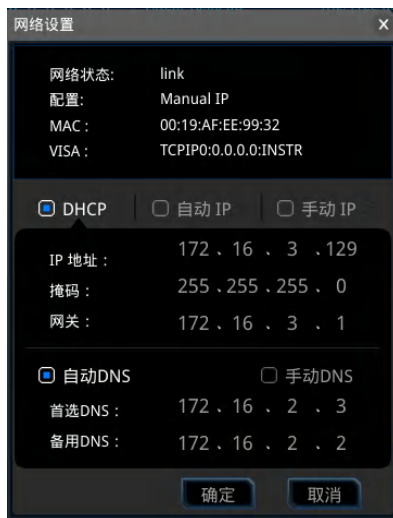 网络设置 x
网络状态: link
配置: Manual IP
MAC : 00:19:AF:EE:99:32
VISA : TCPIP0:0.0.0.0:INSTR
DHCP 自动 IP 手动 IP
IP 地址 : 172 . 16 . 3 .129
掩码 : 255 .255 .255 . 0
网关 : 172 . 16 . 3 . 1
自动DNS 手动DNS
首选DNS : 172 . 16 . 2 . 3
备用DNS : 172 . 16 . 2 . 2
确定 取消